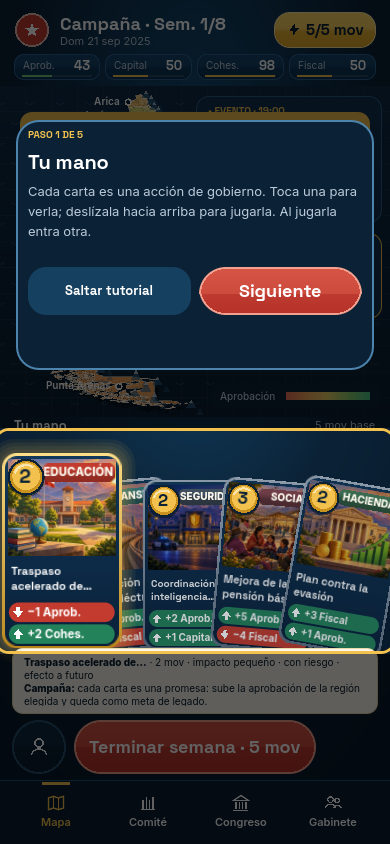 Campaña · Sem. 1/8
Dom 21 sep 2025
5/5 mov
Aprob. 43
Capital 50
Cohes. 98
Fiscal 50
Arica
EVENTO · 19:00
PASO 1 DE 5
Tu mano
Cada carta es una acción de gobierno. Toca una para
verla; deslízala hacia arriba para jugarla. Al jugarla
entra otra.
Saltar tutorial
Siguiente
Punta Arenas
Aprobación
Tu mano
5 mov base
2 EDUCACIÓN
Traspaso
acelerado de...
−1 Aprob.
+2 Cohes.
2 SEGURID
Coordinación
inteligencia...
+2 Aprob.
+1 Capita
3 SOCIA
Mejora de la
pensión bás
+5 Aprob
−4 Fiscal
2 HACIENDA
Plan contra la
evasión
+3 Fiscal
+1 Aprob.
Traspaso acelerado de... · 2 mov · impacto pequeño · con riesgo ·
efecto a futuro
Campaña: cada carta es una promesa: sube la aprobación de la región
elegida y queda como meta de legado.
Terminar semana · 5 mov
Mapa
Comité
Congreso
Gabinete